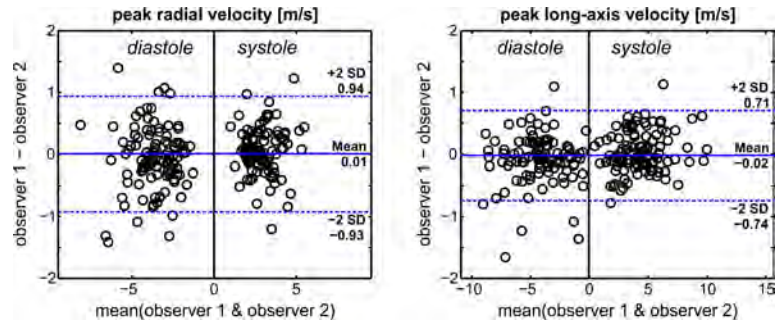 peak radial velocity [m/s]
peak long-axis velocity [m/s]
2
diastole
systole
+2 SD
0.94
1
observer 1 − observer 2
Mean
0.01
0
−1
−2 SD
−0.93
−2
−5
0
5
mean(observer 1 & observer 2)
2
diastole
systole
+2 SD
0.71
1
observer 1 − observer 2
Mean
−0.02
0
−1
−2 SD
−0.74
−2
−10
−5
0
5
10
15
mean(observer 1 & observer 2)